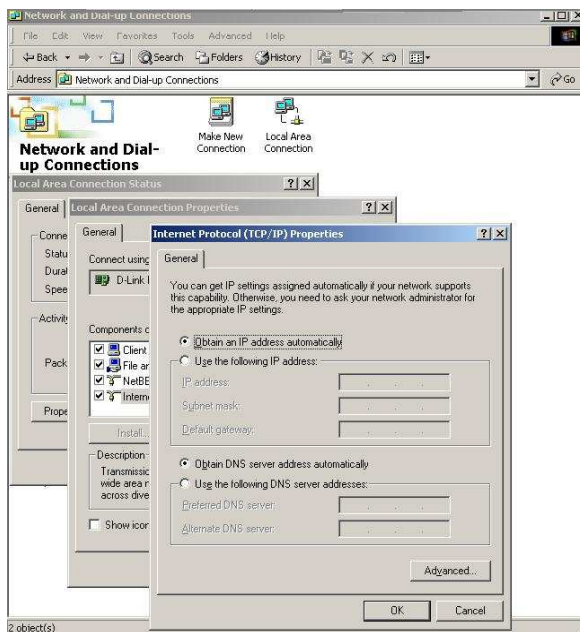 Network and Dial-up Connections
File Edit View Favorites Tools Advanced Help
Back Search Folders History
Address Network and Dial-up Connections Go
Network and Dial-
up Connections
Make New
Connection
Local Area
Connection
Local Area Connection Status
General
Conne
Statu
Durat
Spee
Activity
Pack
Prope
Local Area Connection Properties
General
Connect using
D-Link
Components c
Client
File ar
NetBE
Interne
Install...
Description
Transmissic
wide area r
across dive
Show icor
Internet Protocol (TCP/IP) Properties
General
You can get IP settings assigned automatically if your network supports
this capability. Otherwise, you need to ask your network administrator for
the appropriate IP settings.
Obtain an IP address automatically
Use the following IP address:
IP address:
Subnet mask:
Default gateway:
Obtain DNS server address automatically
Use the following DNS server addresses:
Preferred DNS server:
Alternate DNS server:
Advanced...
OK Cancel
2 object(s)